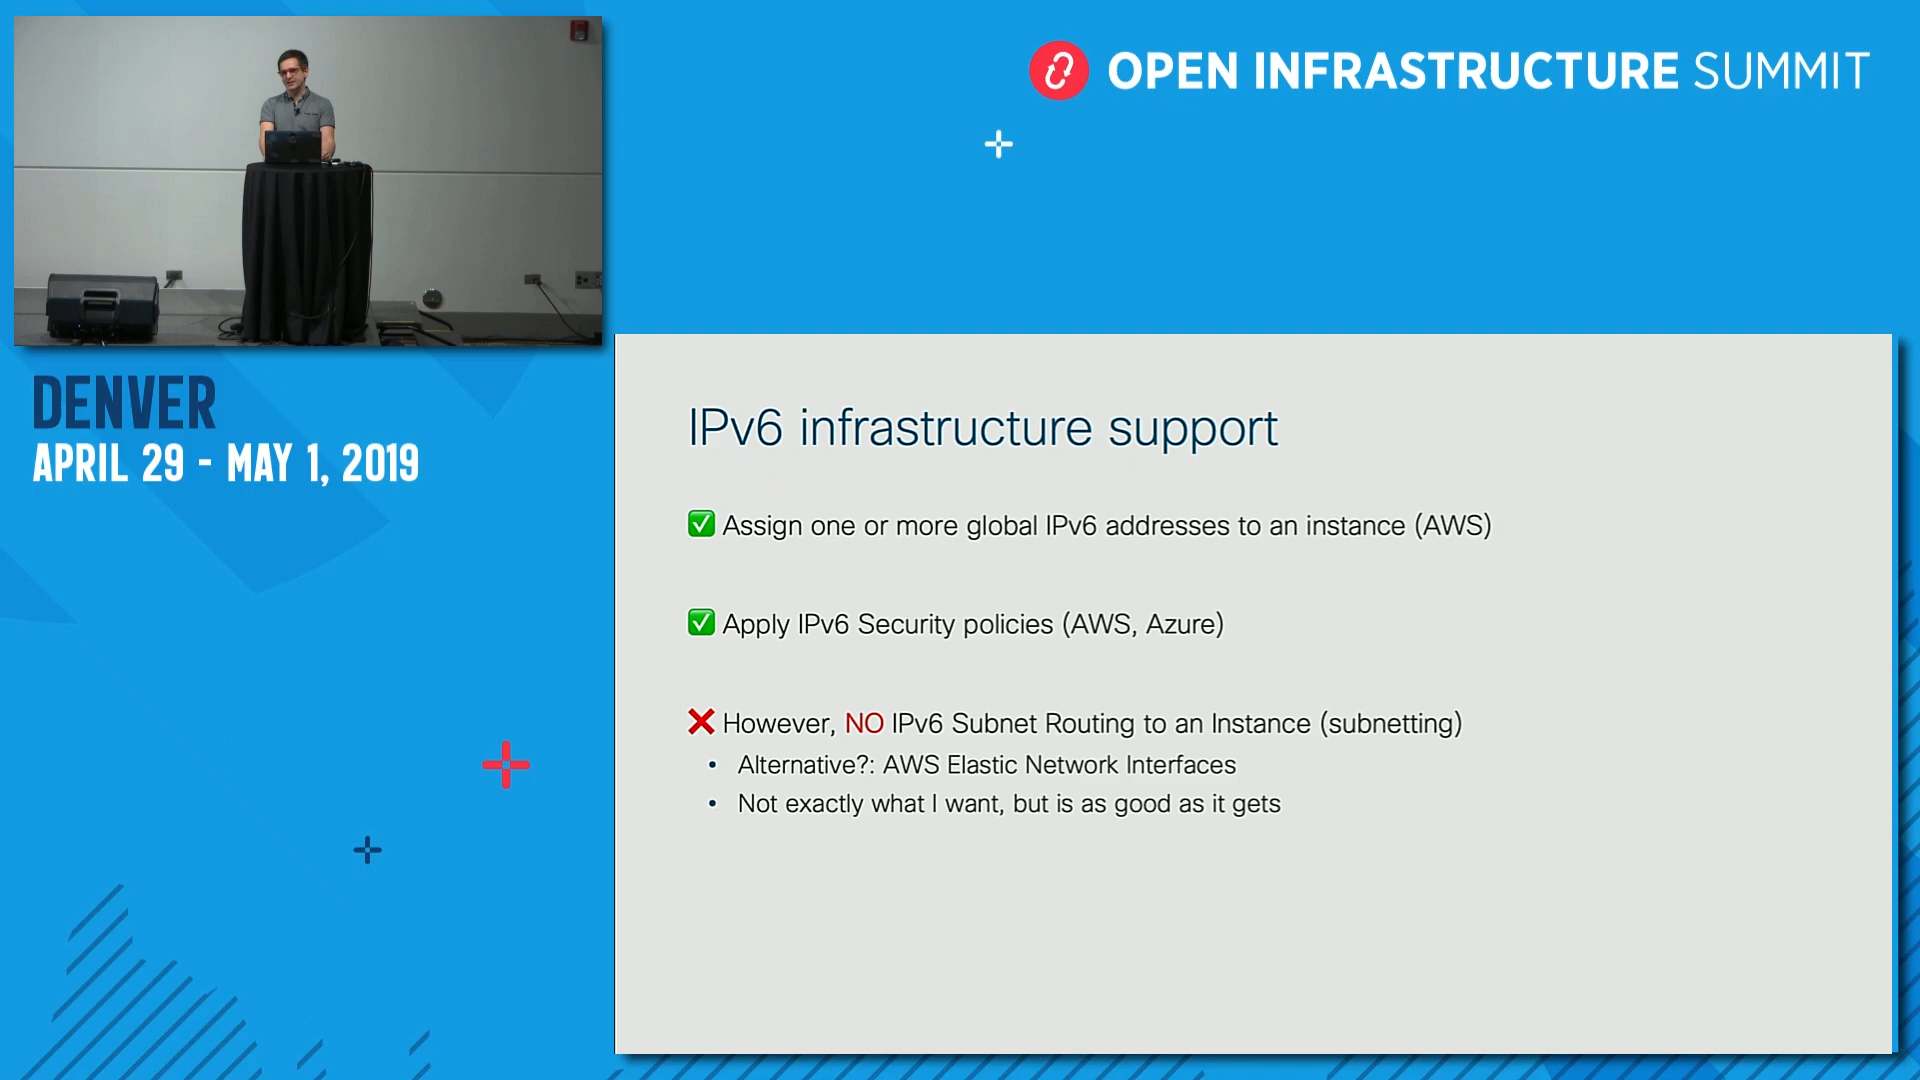 OPEN INFRASTRUCTURE SUMMIT
DENVER
APRIL 29 - MAY 1, 2019
IPv6 infrastructure support
✅ Assign one or more global IPv6 addresses to an instance (AWS)
✅ Apply IPv6 Security policies (AWS, Azure)
❌ However, NO IPv6 Subnet Routing to an Instance (subnetting)
• Alternative?: AWS Elastic Network Interfaces
• Not exactly what I want, but is as good as it gets